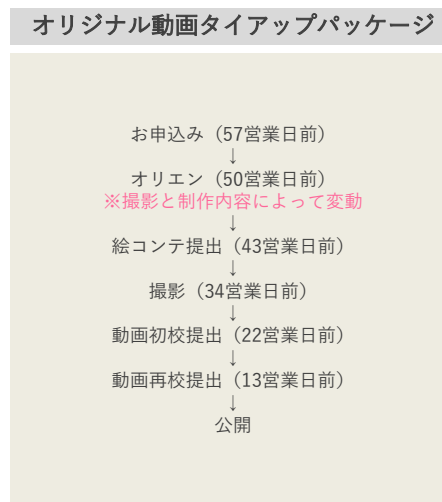 オリジナル動画タイアップパッケージ
お申込み（57営業日前）
↓
オリエン（50営業日前）
※撮影と制作内容によって変動
↓
絵コンテ提出（43営業日前）
↓
撮影（34営業日前）
↓
動画初校提出（22営業日前）
↓
動画再校提出（13営業日前）
↓
公開